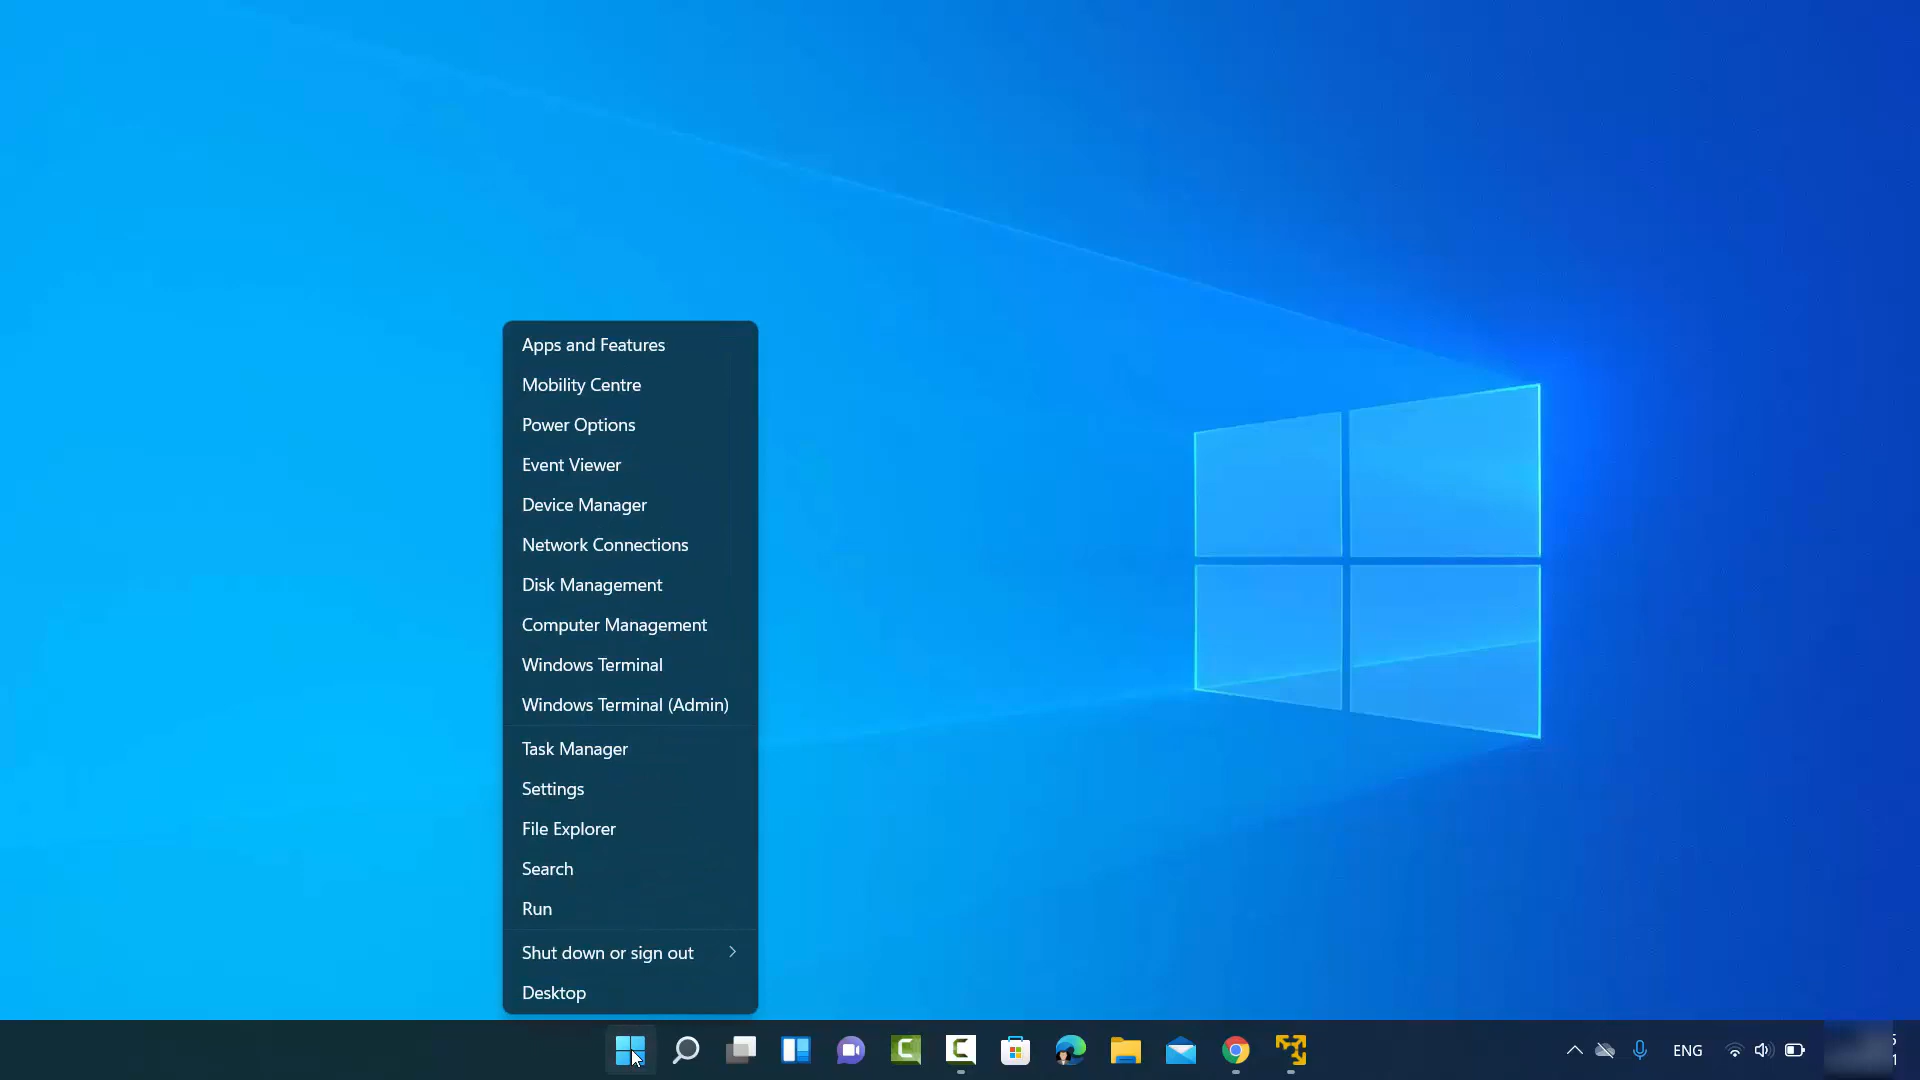 Apps and Features
Mobility Centre
Power Options
Event Viewer
Device Manager
Network Connections
Disk Management
Computer Management
Windows Terminal
Windows Terminal (Admin)
Task Manager
Settings
File Explorer
Search
Run
Shut down or sign out
Desktop
ENG